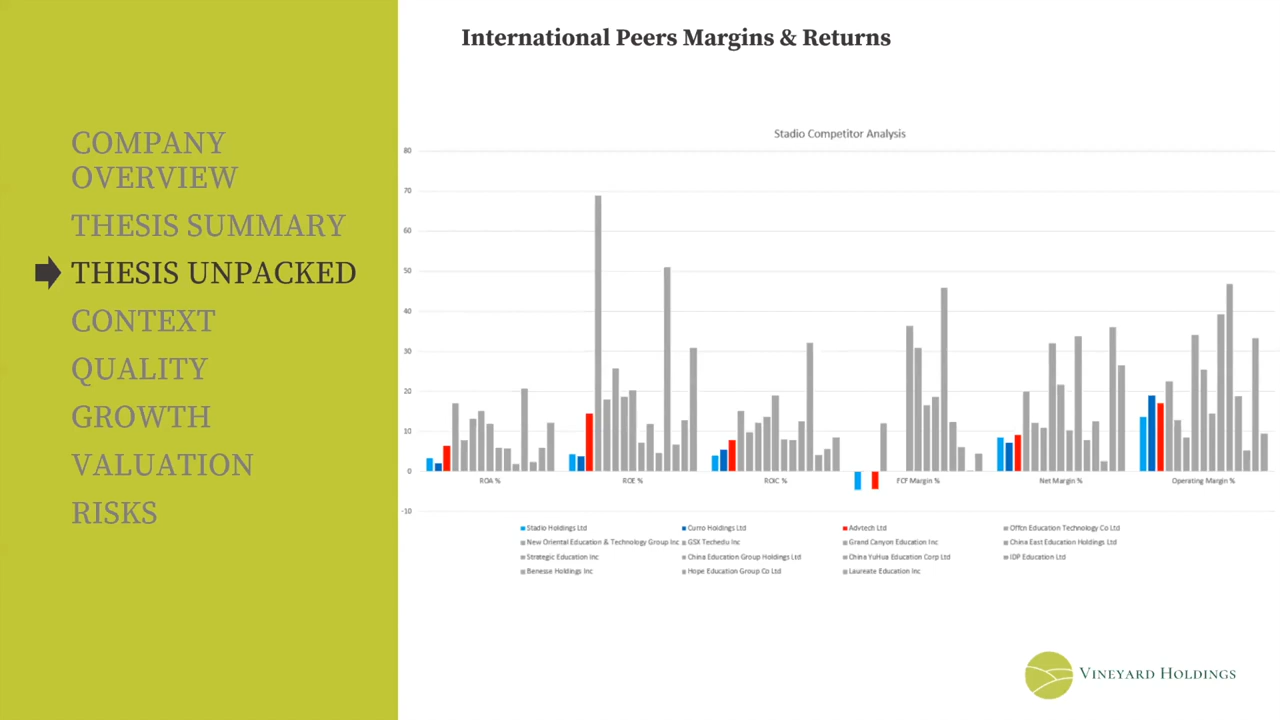 International Peers Margins & Returns
COMPANY
OVERVIEW
THESIS SUMMARY
THESIS UNPACKED
CONTEXT
QUALITY
GROWTH
VALUATION
RISKS
Stadio Competitor Analysis
80
70
60
50
40
30
20
10
0
-10
ROA % ROE % ROIC % FCF Margin % Net Margin % Operating Margin %
Stadio Holdings Ltd Curro Holdings Ltd Advtech Ltd Offcn Education Technology Co Ltd
New Oriental Education & Technology Group Inc GSX Techedu Inc Grand Canyon Education Inc China East Education Holdings Ltd
Strategic Education Inc China Education Group Holdings Ltd China YuHua Education Corp Ltd IDP Education Ltd
Benesse Holdings Inc Hope Education Group Co Ltd Laureate Education Inc
VINEYARD HOLDINGS